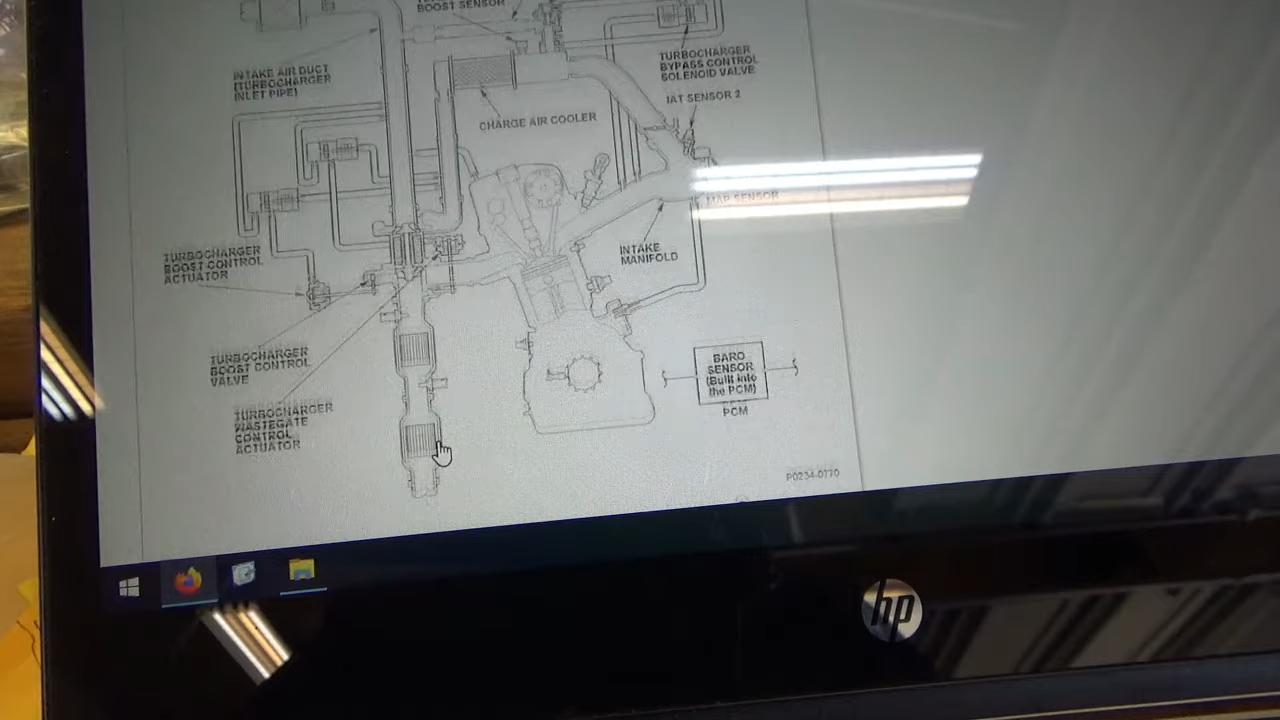 BOOST SENSOR
TURBOCHARGER
BYPASS CONTROL
SOLENOID VALVE
INTAKE AIR DUCT
(TURBOCHARGER
INLET PIPE)
IAT SENSOR 2
CHARGE AIR COOLER
MAP SENSOR
INTAKE
MANIFOLD
TURBOCHARGER
BOOST CONTROL
ACTUATOR
TURBOCHARGER
BOOST CONTROL
VALVE
BARO
SENSOR
(Built into
the PCM)
PCM
TURBOCHARGER
WASTEGATE
CONTROL
ACTUATOR
P0234-0770
hp